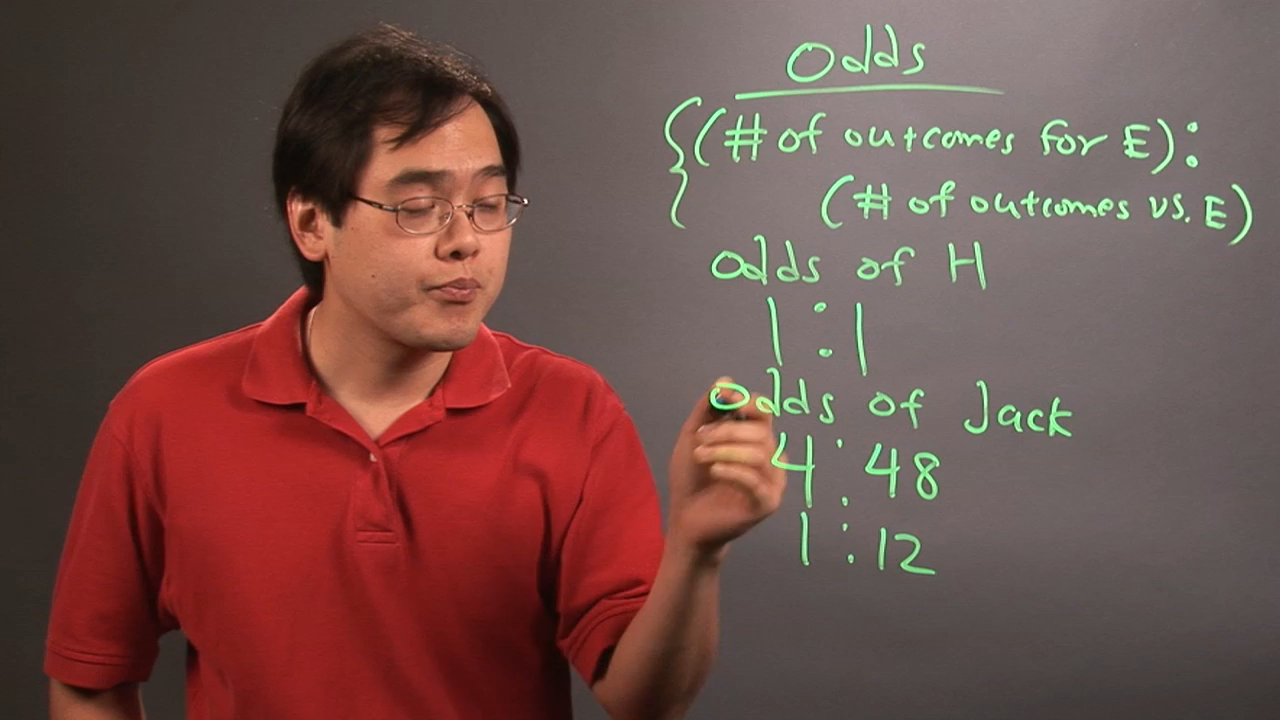 Odds
{(# of outcomes for E):
(# of outcomes vs. E)
Odds of H
1:1
Odds of Jack
4:48
1:12